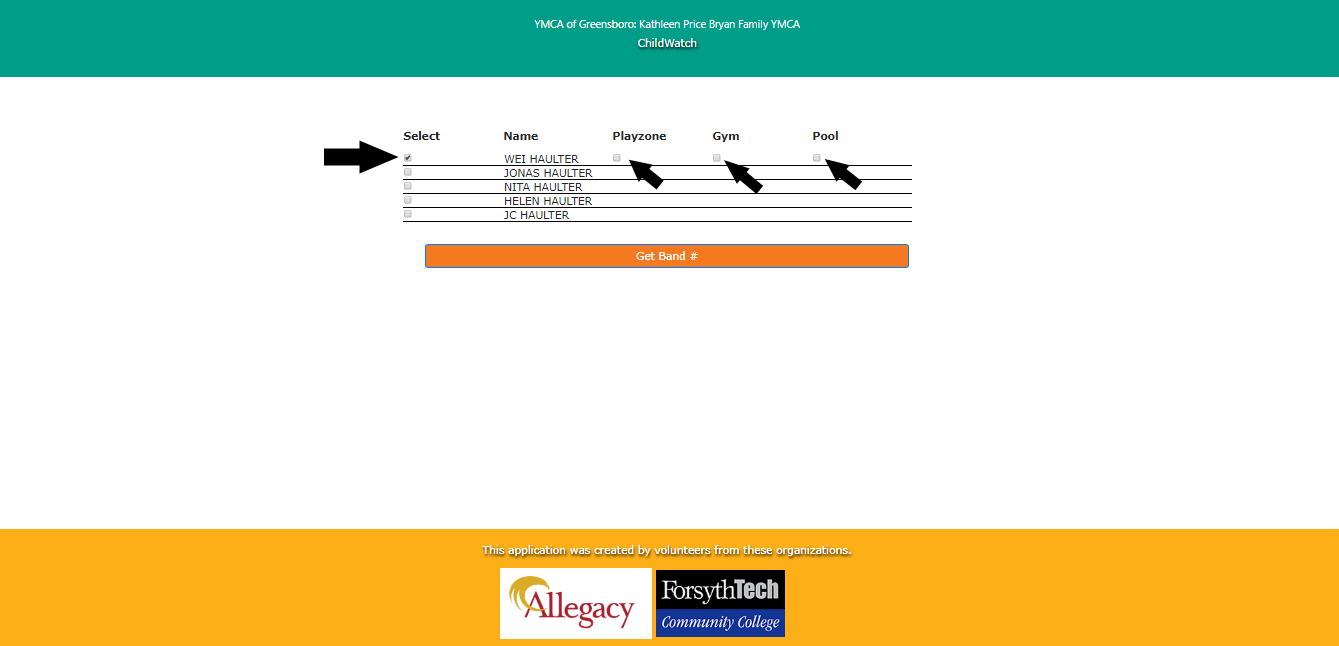 YMCA of Greensboro: Kathleen Price Bryan Family YMCA
ChildWatch
Select Name Playzone Gym Pool
WEI HAULTER
JONAS HAULTER
NITA HAULTER
HELEN HAULTER
JC HAULTER
Get Band #
This application was created by volunteers from these organizations.
Allegacy
ForsythTech
Community College